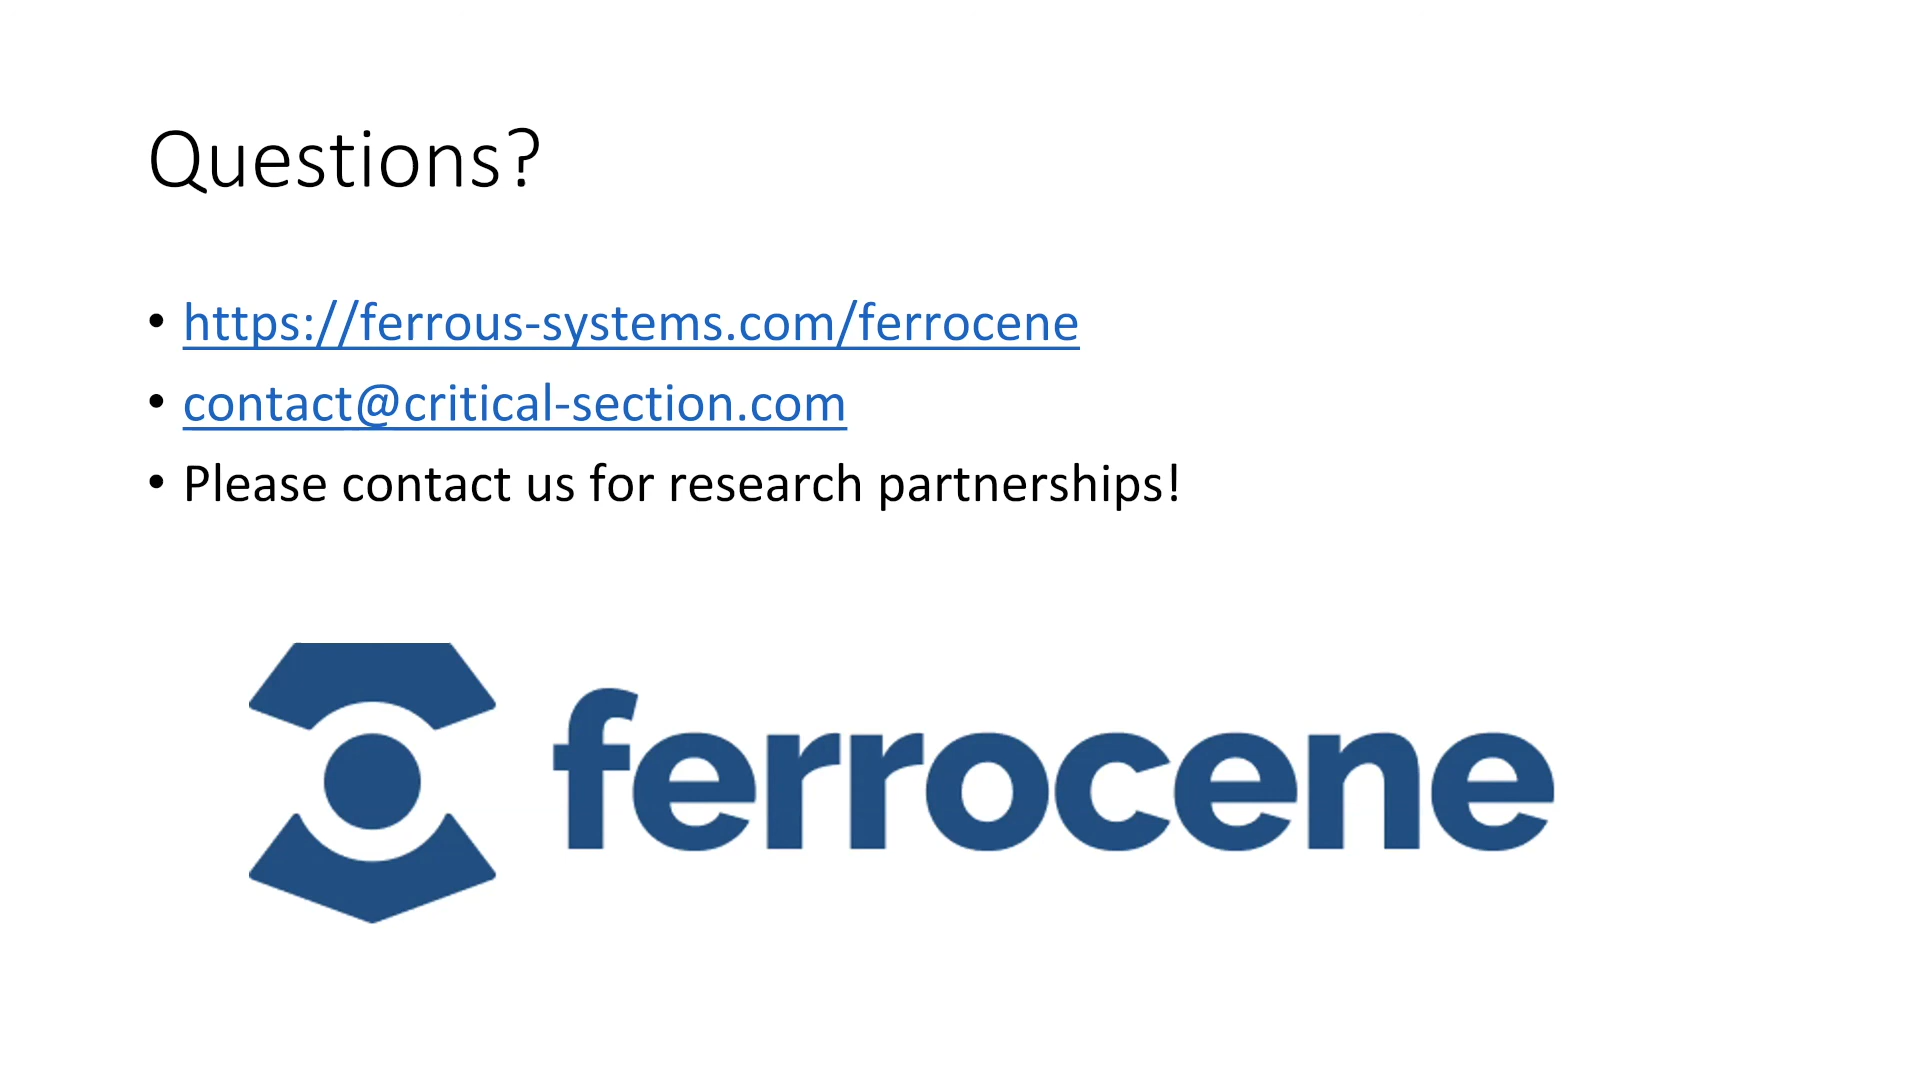 Questions?
• https://ferrous-systems.com/ferrocene
• contact@critical-section.com
• Please contact us for research partnerships!
ferrocene